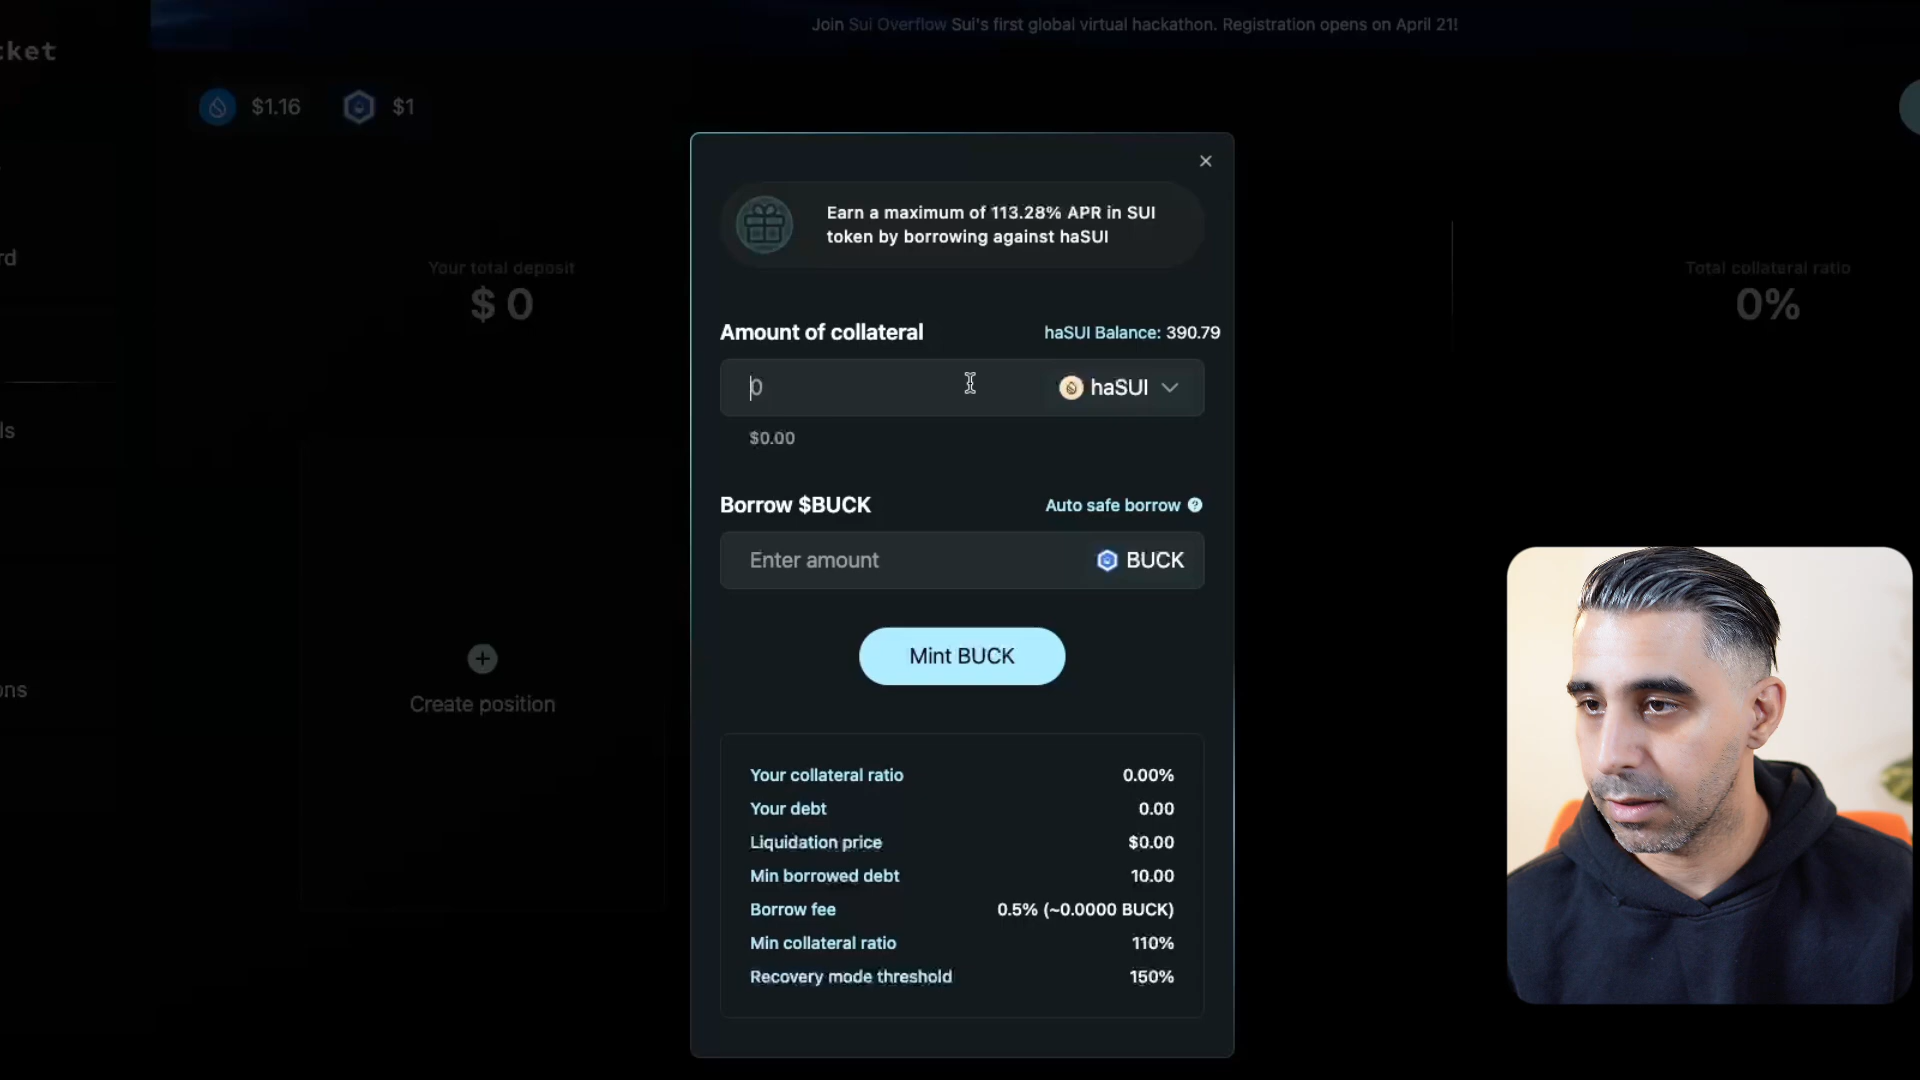 Join Sui Overflow Sui's first global virtual hackathon. Registration opens on April 21!
cket
$1.16
$1
Earn a maximum of 113.28% APR in SUI
token by borrowing against haSUI
rd
Your total deposit
$ 0
Total collateral ratio
0%
Amount of collateral
haSUI Balance: 390.79
0
haSUI
$0.00
ls
Borrow $BUCK
Auto safe borrow ?
Enter amount
BUCK
Mint BUCK
ons
Create position
Your collateral ratio 0.00%
Your debt 0.00
Liquidation price $0.00
Min borrowed debt 10.00
Borrow fee 0.5% (~0.0000 BUCK)
Min collateral ratio 110%
Recovery mode threshold 150%